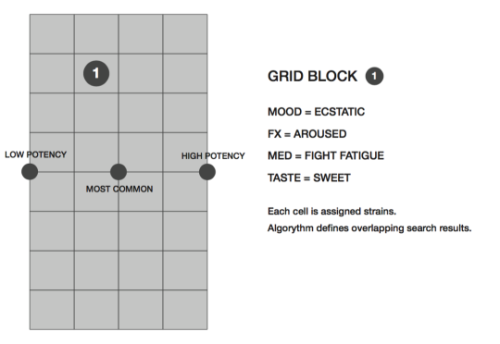 1
LOW POTENCY
HIGH POTENCY
MOST COMMON
GRID BLOCK 1
MOOD = ECSTATIC
FX = AROUSED
MED = FIGHT FATIGUE
TASTE = SWEET
Each cell is assigned strains.
Algorythm defines overlapping search results.